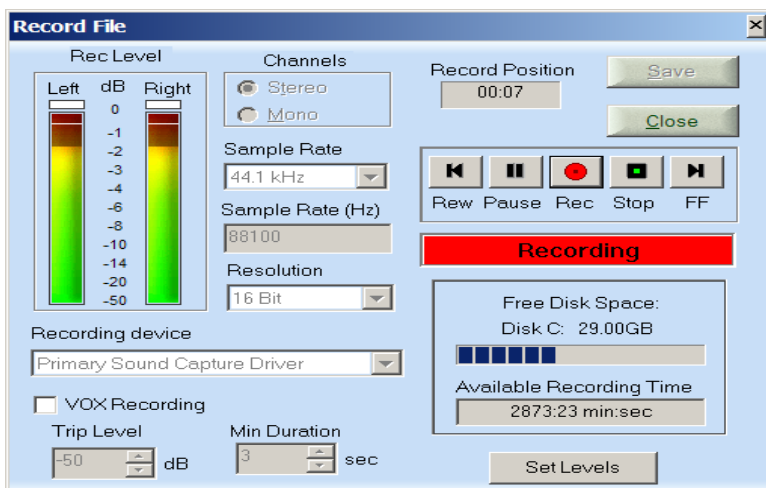 Record File
Rec Level
Left dB Right
0
-1
-2
-3
-4
-6
-8
-10
-14
-20
-50
Channels
Stereo
Mono
Sample Rate
44.1 kHz
Sample Rate (Hz)
88100
Resolution
16 Bit
Recording device
Primary Sound Capture Driver
VOX Recording
Trip Level
-50 dB
Min Duration
3 sec
Record Position
00:07
Save
Close
Rew Pause Rec Stop FF
Recording
Free Disk Space:
Disk C: 29.00GB
Available Recording Time
2873:23 min:sec
Set Levels